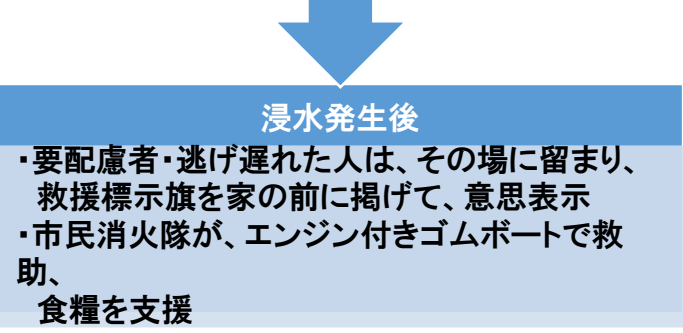 浸水発生後
・要配慮者・逃げ遅れた人は、その場に留まり、
救援標示旗を家の前に掲げて、意思表示
・市民消火隊が、エンジン付きゴムボートで救
助、
食糧を支援